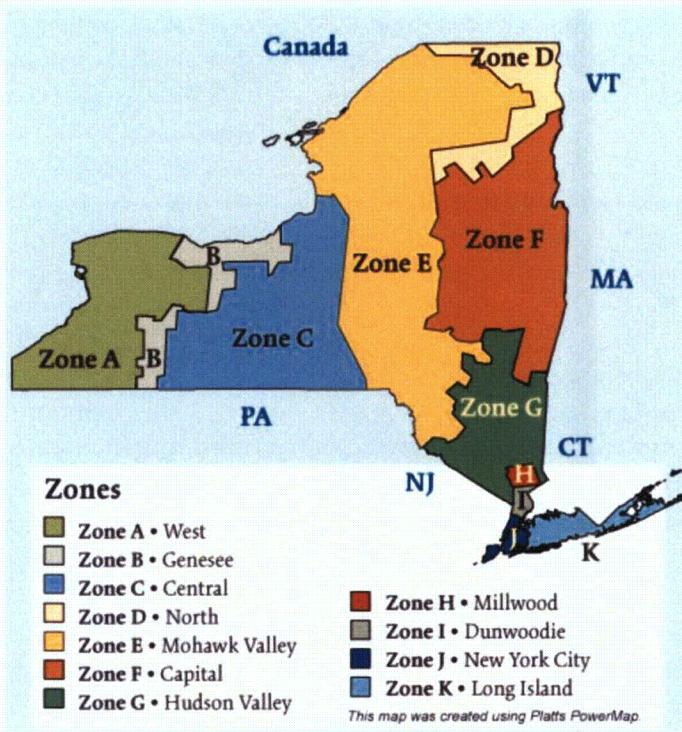 Canada
Zone D
VT
B
Zone E
Zone F
MA
Zone A
B
Zone C
PA
Zone G
CT
NJ
H
I
J
K
Zones
Zone A • West
Zone B • Genesee
Zone C • Central
Zone D • North
Zone E • Mohawk Valley
Zone F • Capital
Zone G • Hudson Valley
Zone H • Millwood
Zone I • Dunwoodie
Zone J • New York City
Zone K • Long Island
This map was created using Platts PowerMap.